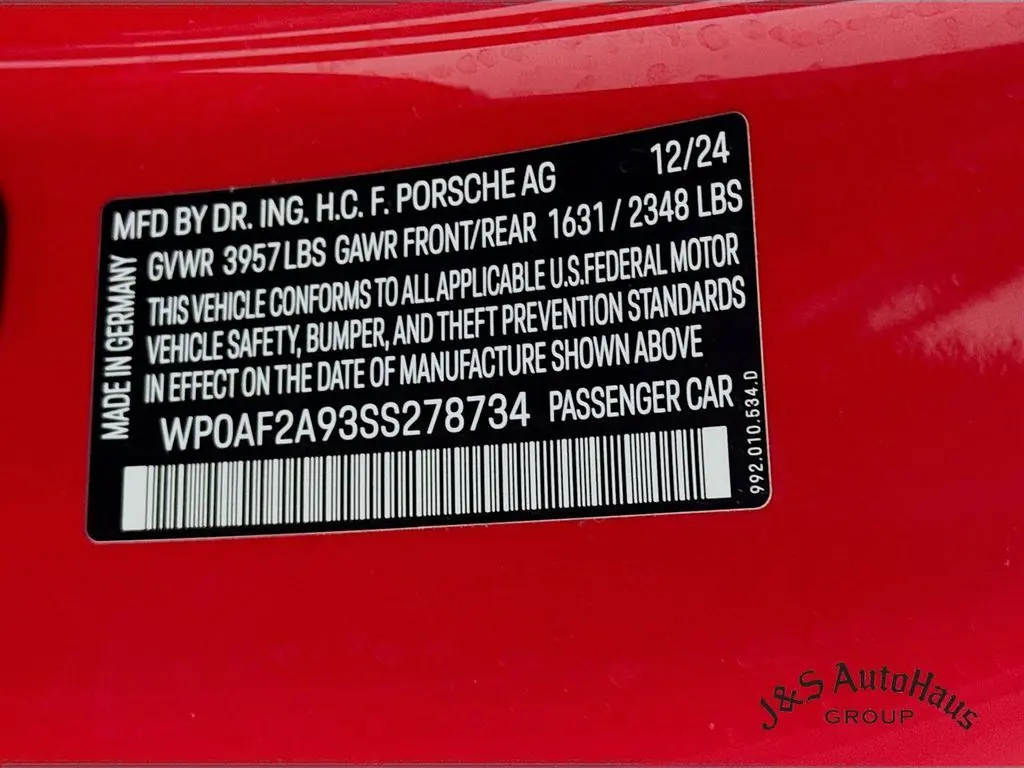 MFD BY DR. ING. H.C. F. PORSCHE AG 12/24
GVWR 3957LBS GAWR FRONT/REAR 1631 / 2348 LBS
THIS VEHICLE CONFORMS TO ALL APPLICABLE U.S.FEDERAL MOTOR
VEHICLE SAFETY, BUMPER, AND THEFT PREVENTION STANDARDS
IN EFFECT ON THE DATE OF MANUFACTURE SHOWN ABOVE
WP0AF2A93SS278734 PASSENGER CAR
MADE IN GERMANY
992.010.534.D
J&S AutoHaus
GROUP